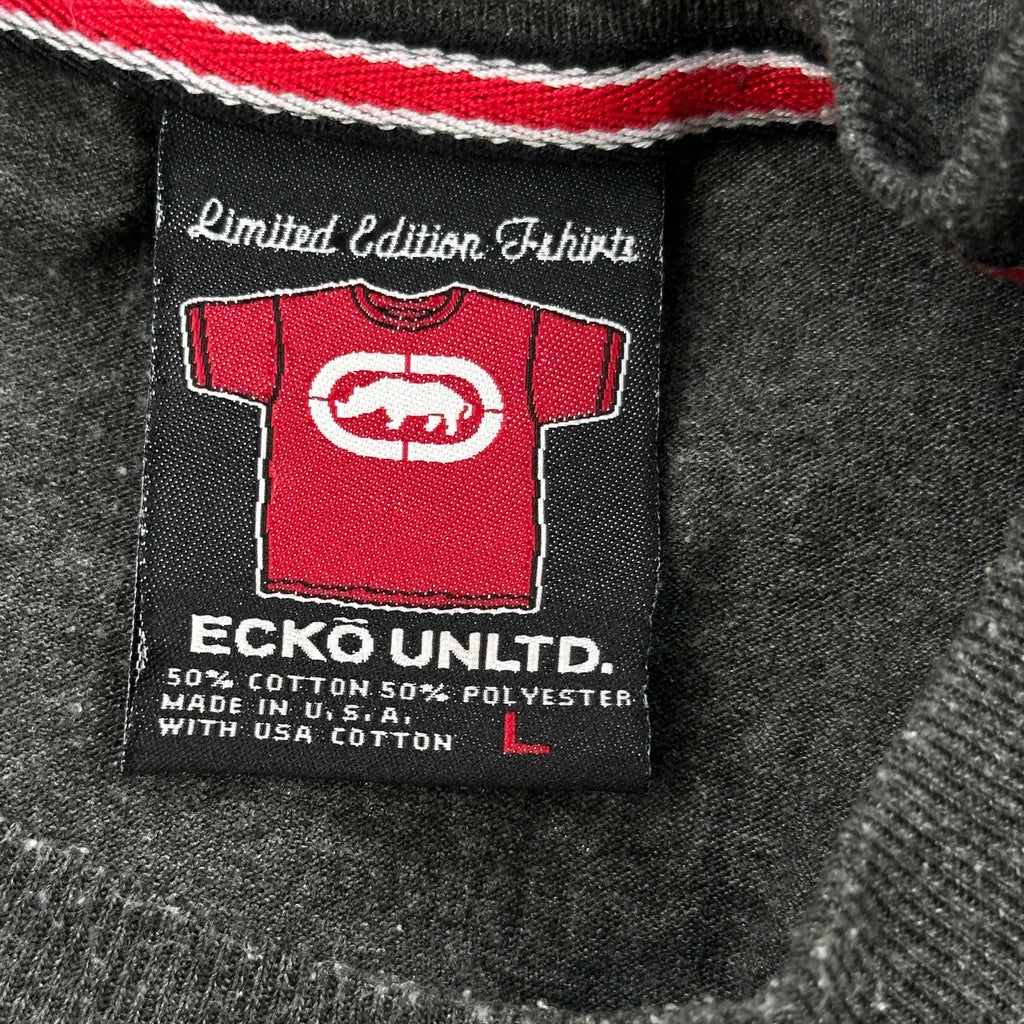 Limited Edition T-shirts
ECKŌ UNLTD.
50% COTTON 50% POLYESTER
MADE IN U.S.A.
WITH USA COTTON
L